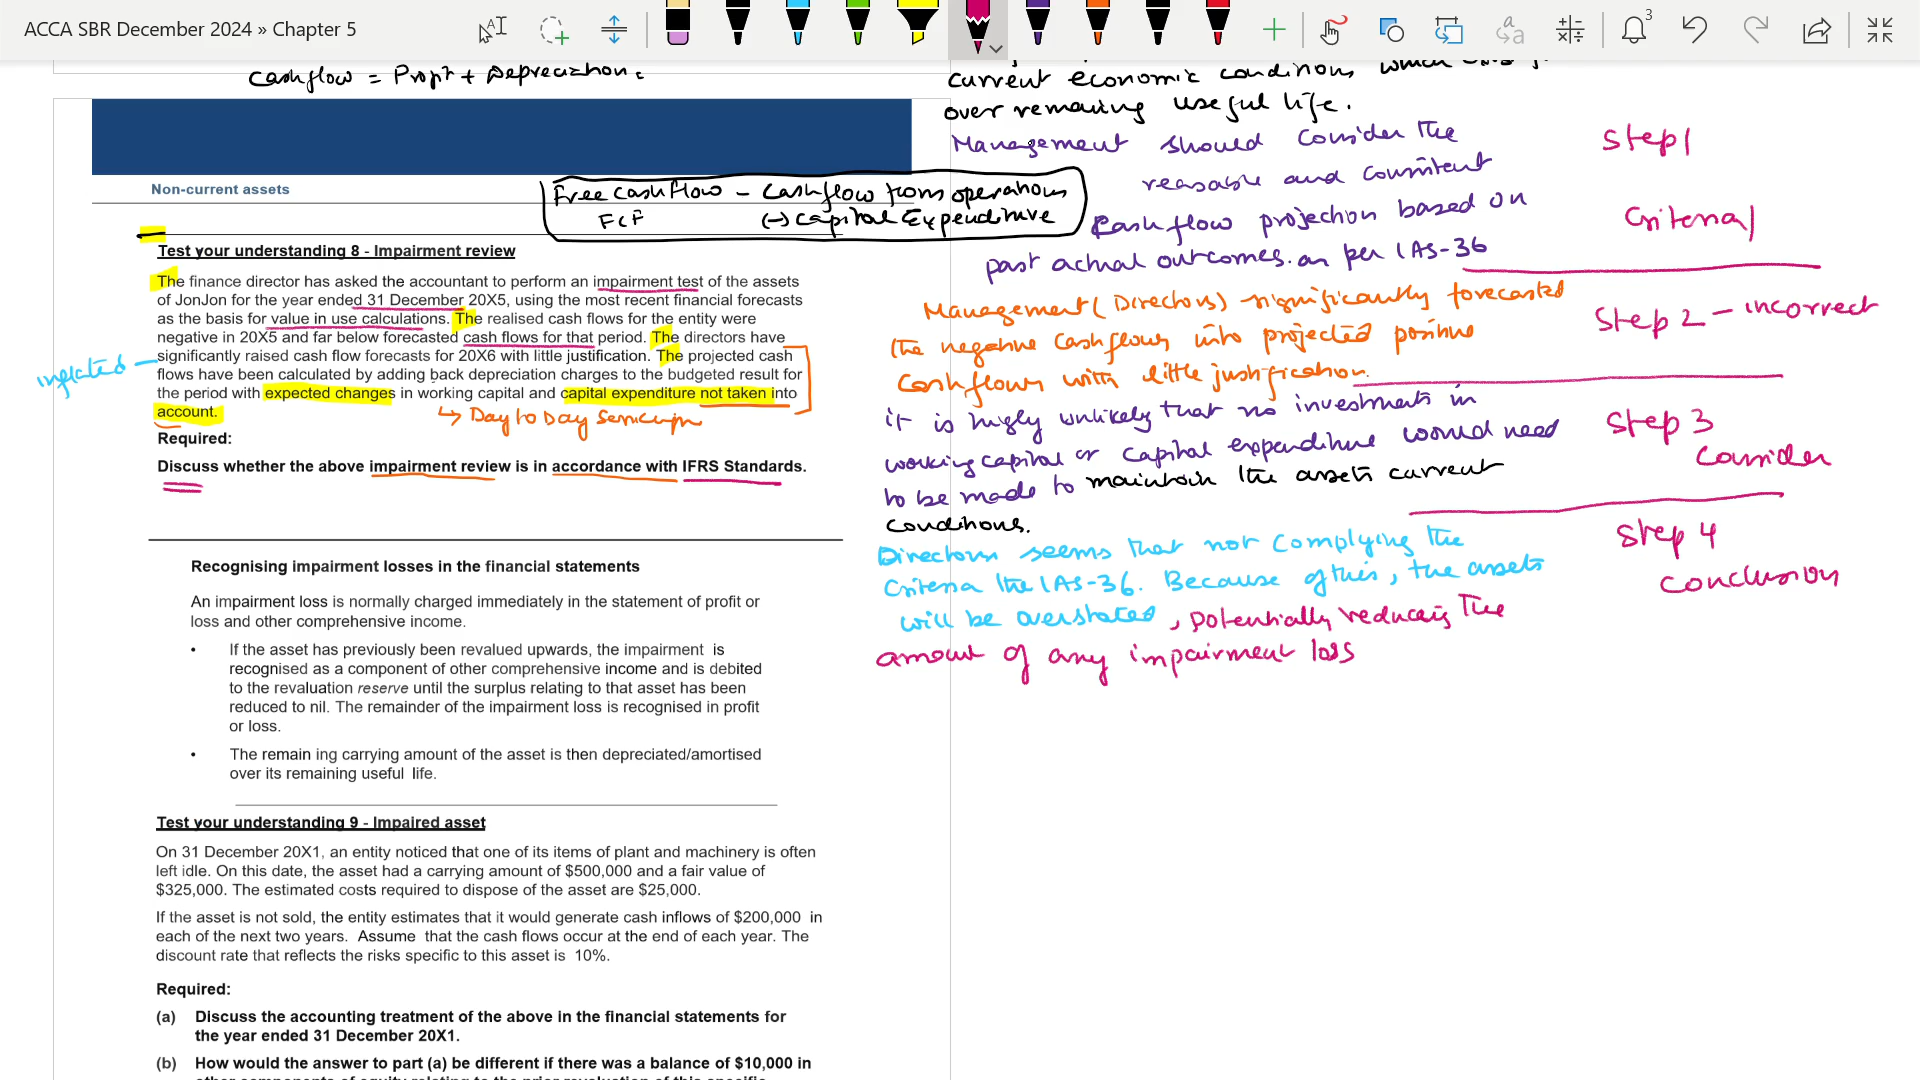 ACCA SBR December 2024 » Chapter 5
3
Cashflow = Profit + Depreciation
current economic conditions which
over remaining useful life.
Non-current assets
Free cashflow - Cashflow from operations
FCF (-) Capital Expenditure
Management should consider the
reasable and consistent
Cashflow projection based on
past actual outcomes. as per IAS-36
Step 1
Criteria
Test your understanding 8 - Impairment review
The finance director has asked the accountant to perform an impairment test of the assets
of JonJon for the year ended 31 December 20X5, using the most recent financial forecasts
as the basis for value in use calculations. The realised cash flows for the entity were
negative in 20X5 and far below forecasted cash flows for that period. The directors have
significantly raised cash flow forecasts for 20X6 with little justification. The projected cash
flows have been calculated by adding back depreciation charges to the budgeted result for
the period with expected changes in working capital and capital expenditure not taken into
account.
inflated
↳ Day to Day
Required:
Discuss whether the above impairment review is in accordance with IFRS Standards.
Management (Directors) significantly forecasted
the negative cashflows into projected positive
cashflows with little justification.
Step 2 - incorrect
it is higly unlikely that no investments in
working capital or capital expenditure would need
to be made to maintain the assets current
conditions.
Step 3
Consider
Directors seems that not complying the
Criteria the IAS-36. Because of this, the assets
will be overstated, potentially reducing the
amount of any impairment loss
Step 4
Conclusion
Recognising impairment losses in the financial statements
An impairment loss is normally charged immediately in the statement of profit or
loss and other comprehensive income.
• If the asset has previously been revalued upwards, the impairment is
recognised as a component of other comprehensive income and is debited
to the revaluation reserve until the surplus relating to that asset has been
reduced to nil. The remainder of the impairment loss is recognised in profit
or loss.
• The remain ing carrying amount of the asset is then depreciated/amortised
over its remaining useful life.
Test your understanding 9 - Impaired asset
On 31 December 20X1, an entity noticed that one of its items of plant and machinery is often
left idle. On this date, the asset had a carrying amount of $500,000 and a fair value of
$325,000. The estimated costs required to dispose of the asset are $25,000.
If the asset is not sold, the entity estimates that it would generate cash inflows of $200,000 in
each of the next two years. Assume that the cash flows occur at the end of each year. The
discount rate that reflects the risks specific to this asset is 10%.
Required:
(a) Discuss the accounting treatment of the above in the financial statements for
the year ended 31 December 20X1.
(b) How would the answer to part (a) be different if there was a balance of $10,000 in